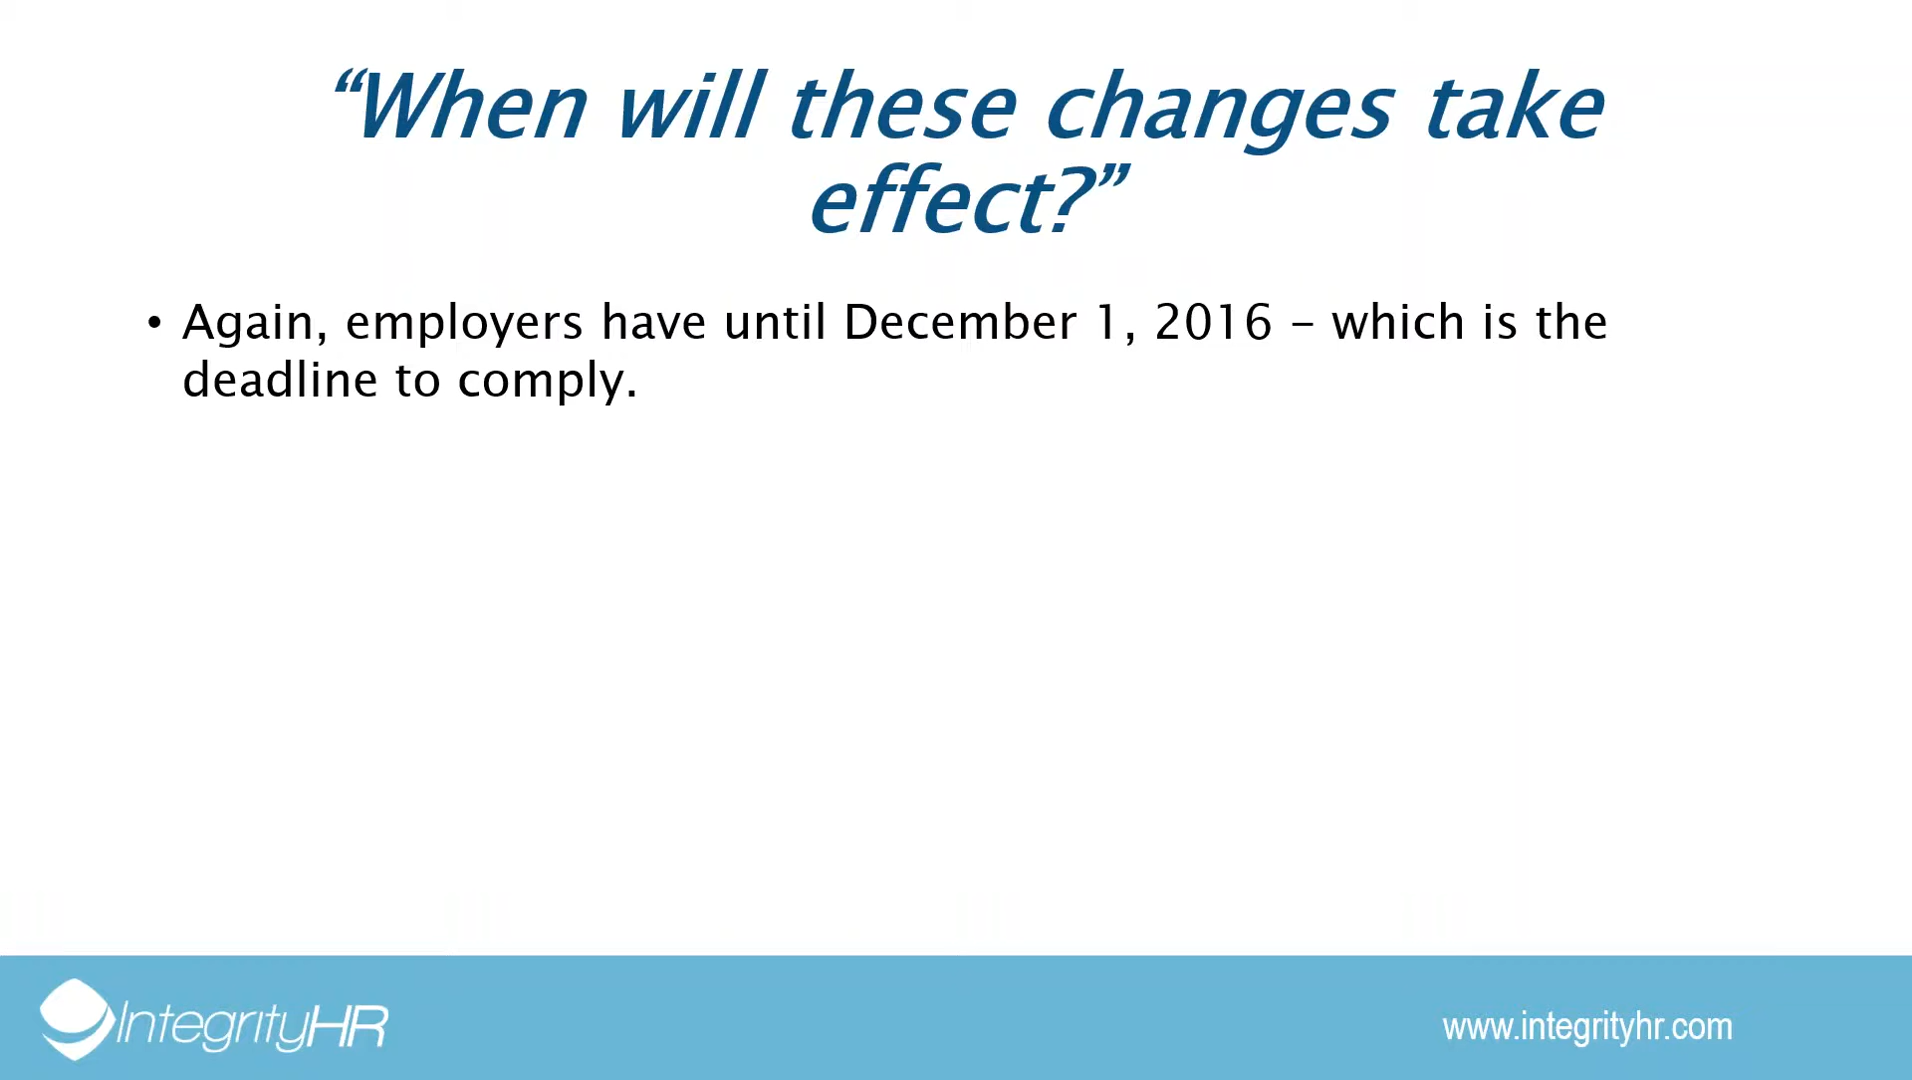 “When will these changes take
effect?”
• Again, employers have until December 1, 2016 – which is the
deadline to comply.
IntegrityHR
www.integrityhr.com